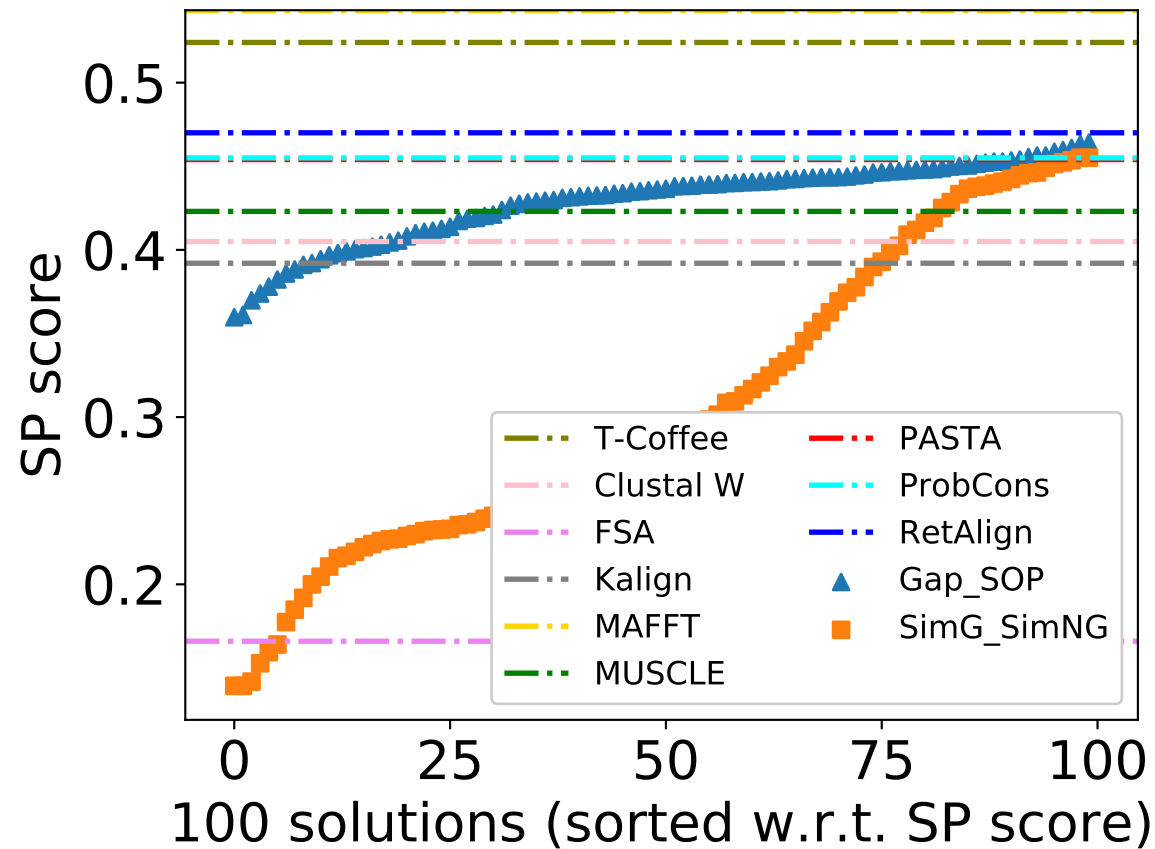 0.5
0.4
0.3
0.2
SP score
T-Coffee
Clustal W
FSA
Kalign
MAFFT
MUSCLE
PASTA
ProbCons
RetAlign
Gap_SOP
SimG_SimNG
0 25 50 75 100
100 solutions (sorted w.r.t. SP score)